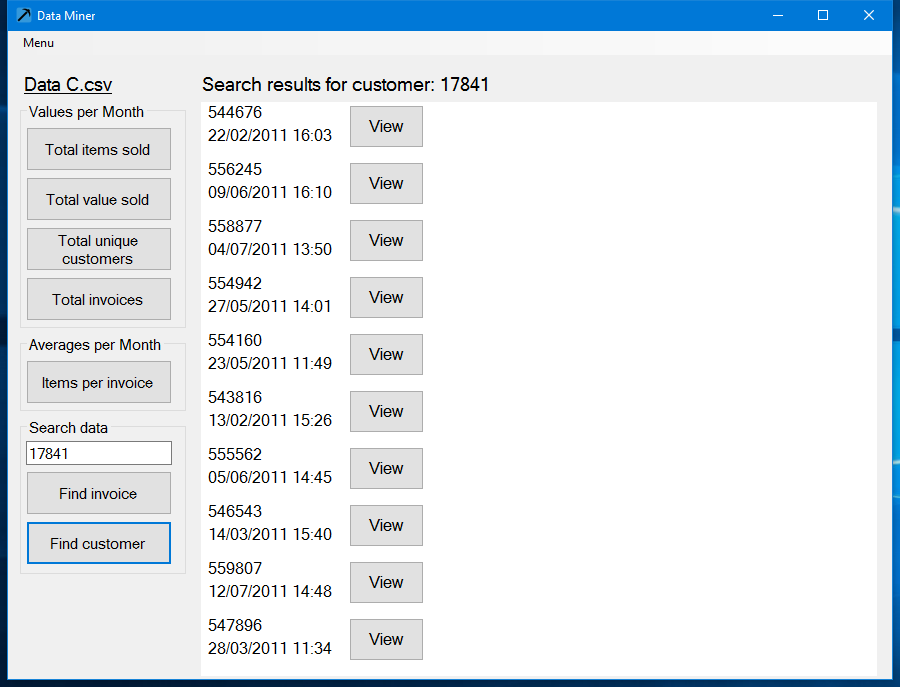 Data Miner
Menu
Data C.csv
Values per Month
Total items sold
Total value sold
Total unique
customers
Total invoices
Averages per Month
Items per invoice
Search data
17841
Find invoice
Find customer
Search results for customer: 17841
544676
22/02/2011 16:03
View
556245
09/06/2011 16:10
View
558877
04/07/2011 13:50
View
554942
27/05/2011 14:01
View
554160
23/05/2011 11:49
View
543816
13/02/2011 15:26
View
555562
05/06/2011 14:45
View
546543
14/03/2011 15:40
View
559807
12/07/2011 14:48
View
547896
28/03/2011 11:34
View